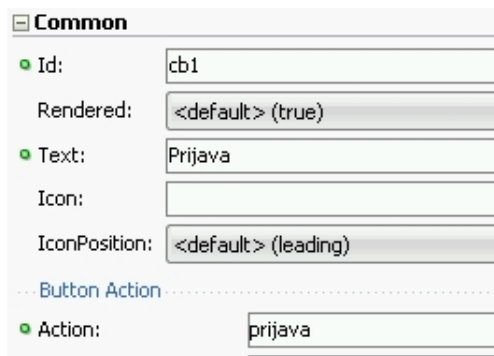 Common
Id: cb1
Rendered: <default> (true)
Text: Prijava
Icon:
IconPosition: <default> (leading)
Button Action
Action: prijava